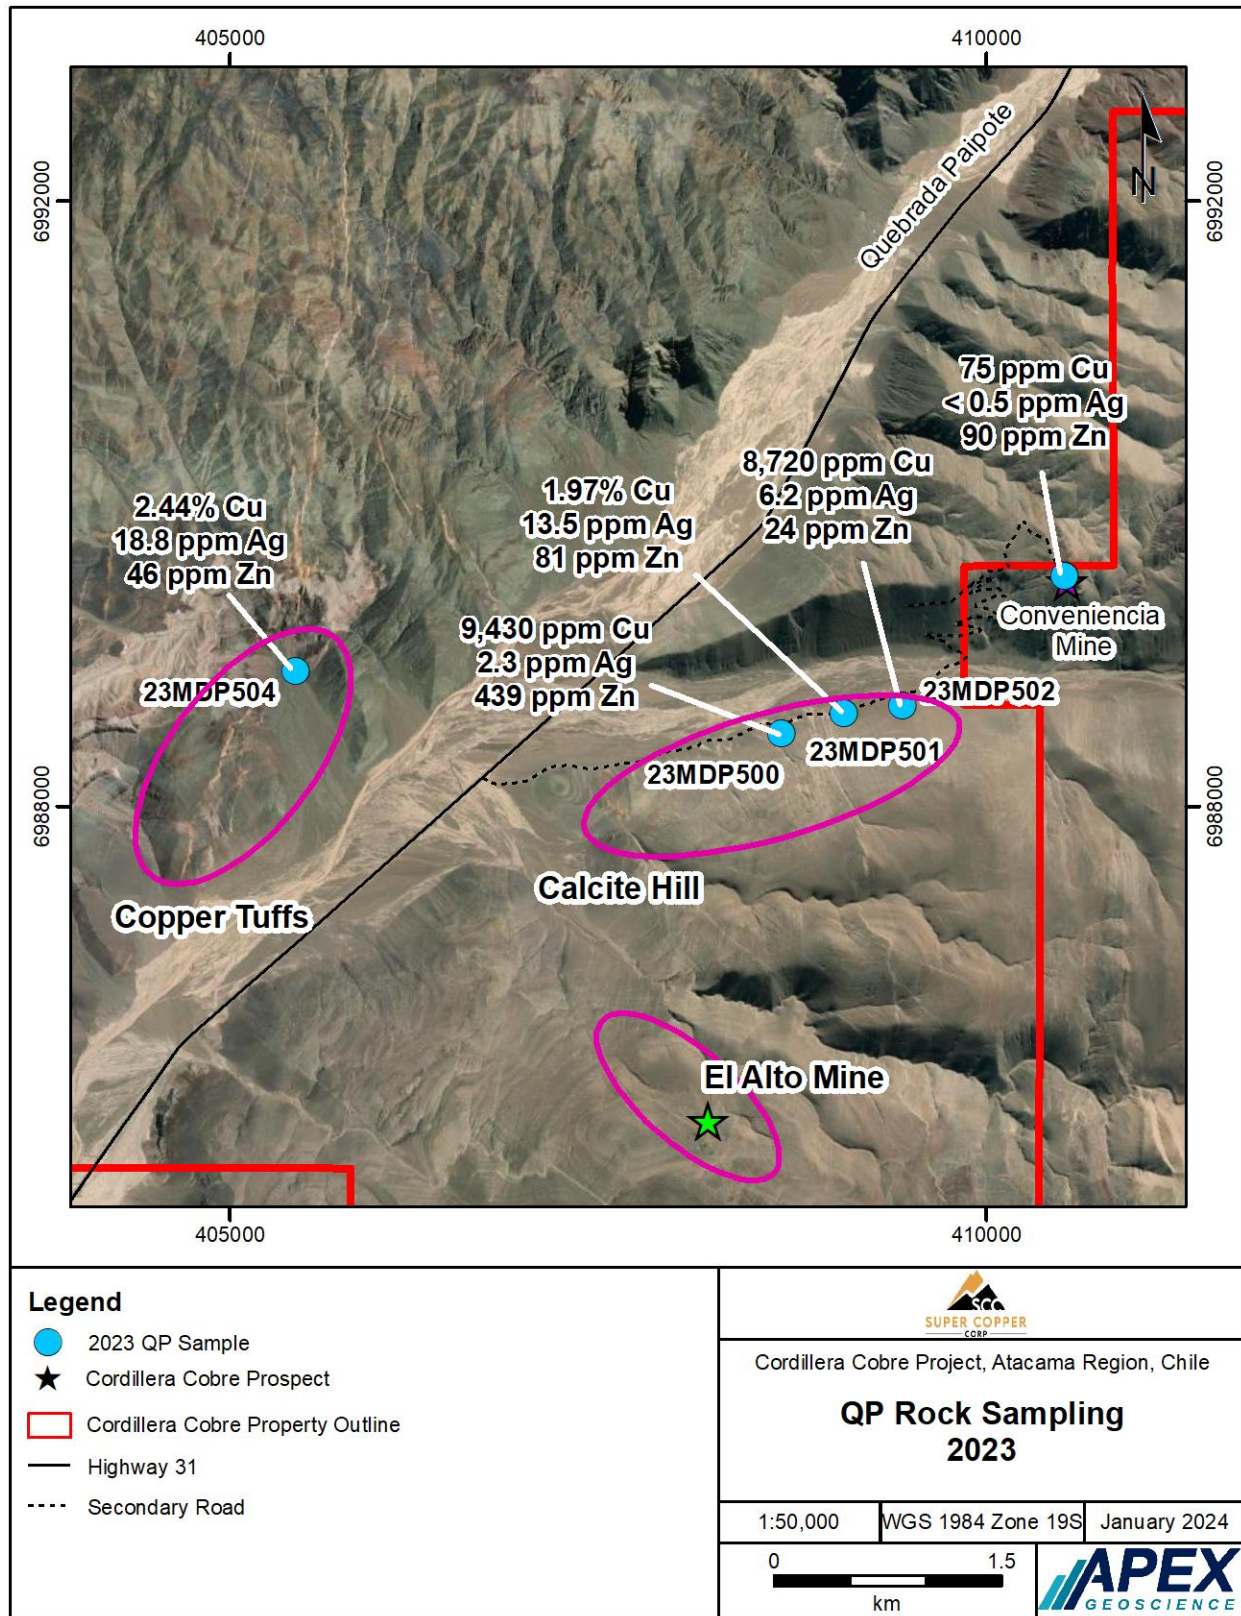 405000
410000
6992000
6992000
Quebrada Paipote
N
75 ppm Cu
< 0.5 ppm Ag
90 ppm Zn
8,720 ppm Cu
6.2 ppm Ag
24 ppm Zn
1.97% Cu
13.5 ppm Ag
81 ppm Zn
2.44% Cu
18.8 ppm Ag
46 ppm Zn
9,430 ppm Cu
2.3 ppm Ag
439 ppm Zn
Conveniencia
Mine
23MDP504
23MDP502
23MDP501
23MDP500
6988000
6988000
Calcite Hill
Copper Tuffs
El Alto Mine
405000
410000
Legend
2023 QP Sample
Cordillera Cobre Prospect
Cordillera Cobre Property Outline
Highway 31
Secondary Road
SCC
SUPER COPPER
CORP
Cordillera Cobre Project, Atacama Region, Chile
QP Rock Sampling
2023
1:50,000
WGS 1984 Zone 19S
January 2024
0 1.5
km
APEX
GEOSCIENCE